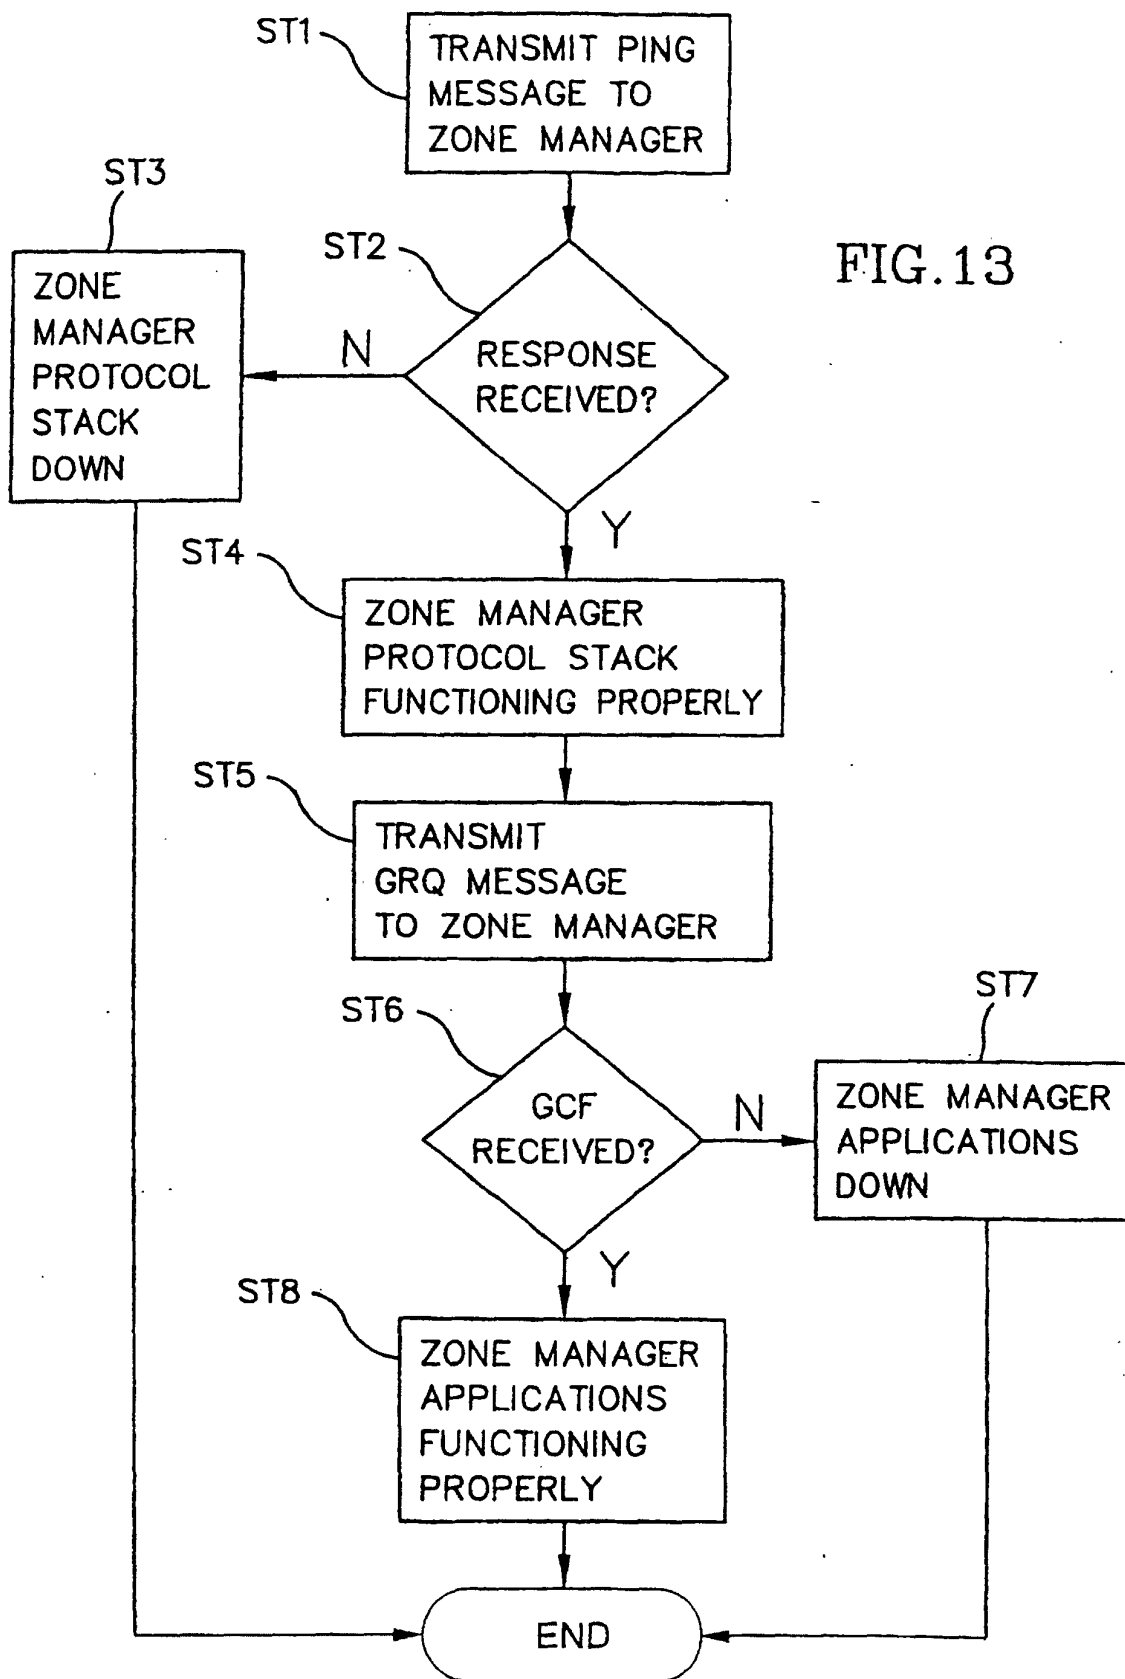 ST1
TRANSMIT PING
MESSAGE TO
ZONE MANAGER
ST3
ZONE
MANAGER
PROTOCOL
STACK
DOWN
ST2
RESPONSE
RECEIVED?
N
Y
FIG.13
ST4
ZONE MANAGER
PROTOCOL STACK
FUNCTIONING PROPERLY
ST5
TRANSMIT
GRQ MESSAGE
TO ZONE MANAGER
ST6
GCF
RECEIVED?
N
Y
ST7
ZONE MANAGER
APPLICATIONS
DOWN
ST8
ZONE MANAGER
APPLICATIONS
FUNCTIONING
PROPERLY
END